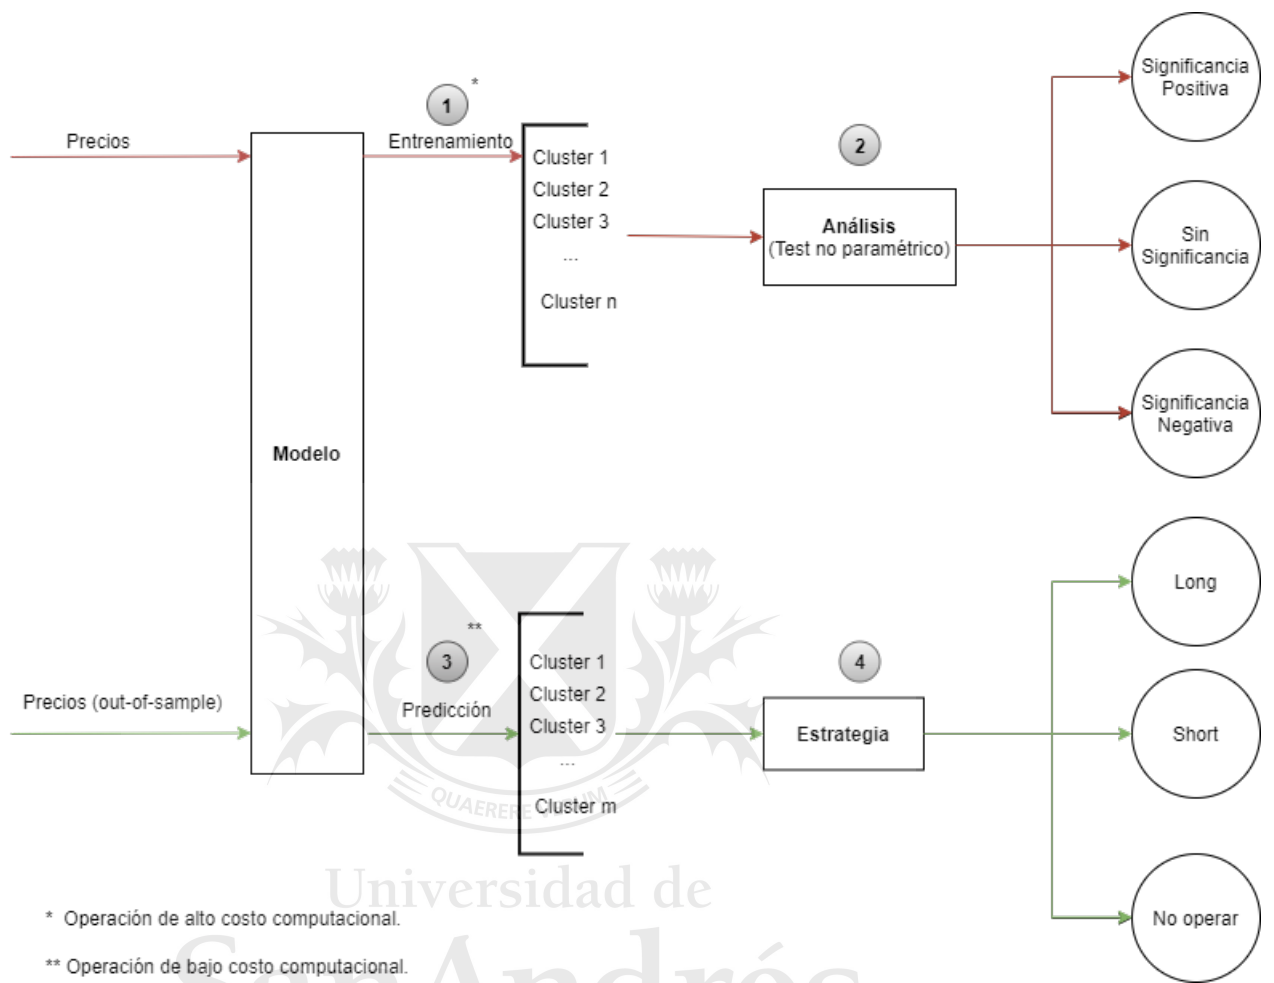 Precios
1
*
Entrenamiento
Cluster 1
Cluster 2
Cluster 3
...
Cluster n
2
Análisis
(Test no paramétrico)
Significancia
Positiva
Sin
Significancia
Significancia
Negativa
Modelo
Precios (out-of-sample)
3
**
Predicción
Cluster 1
Cluster 2
Cluster 3
...
Cluster m
4
Estrategia
Long
Short
No operar
QUAERERE
Universidad de
SanAndrés
* Operación de alto costo computacional.
** Operación de bajo costo computacional.